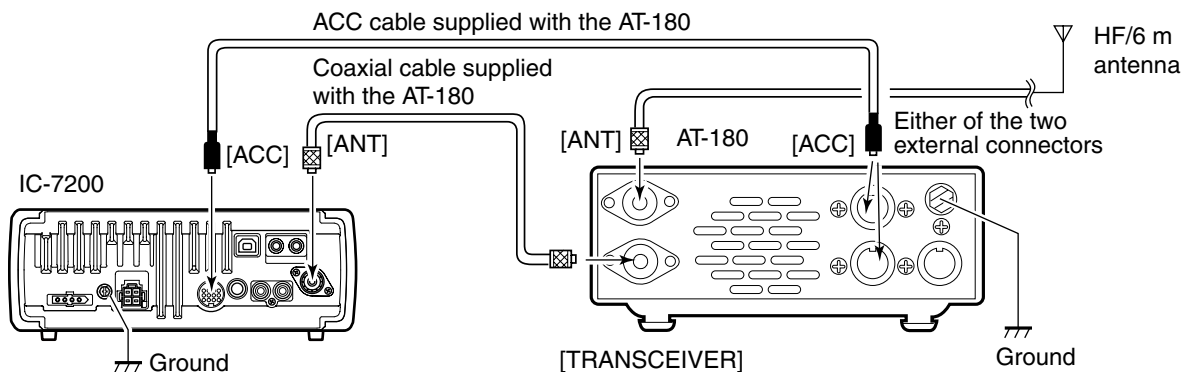 ACC cable supplied with the AT-180
HF/6 m
antenna
Coaxial cable supplied
with the AT-180
[ACC]
[ANT]
[ANT]
AT-180
[ACC]
Either of the two
external connectors
IC-7200
Ground
[TRANSCEIVER]
Ground